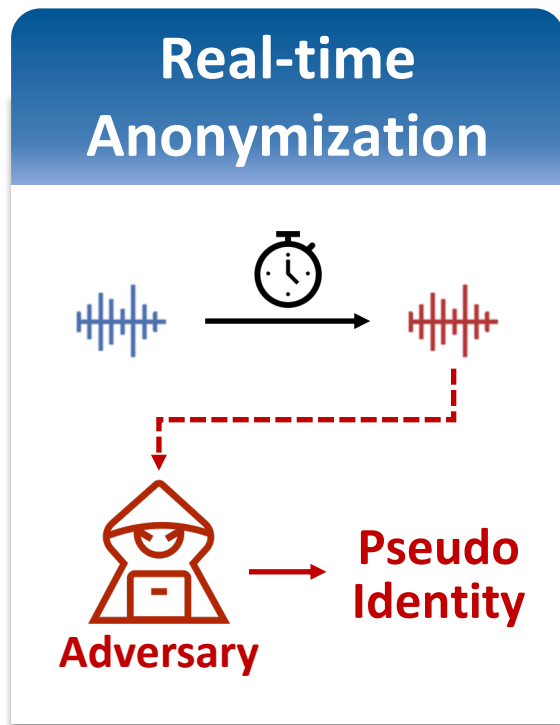 Real-time
Anonymization
Pseudo
Identity
Adversary